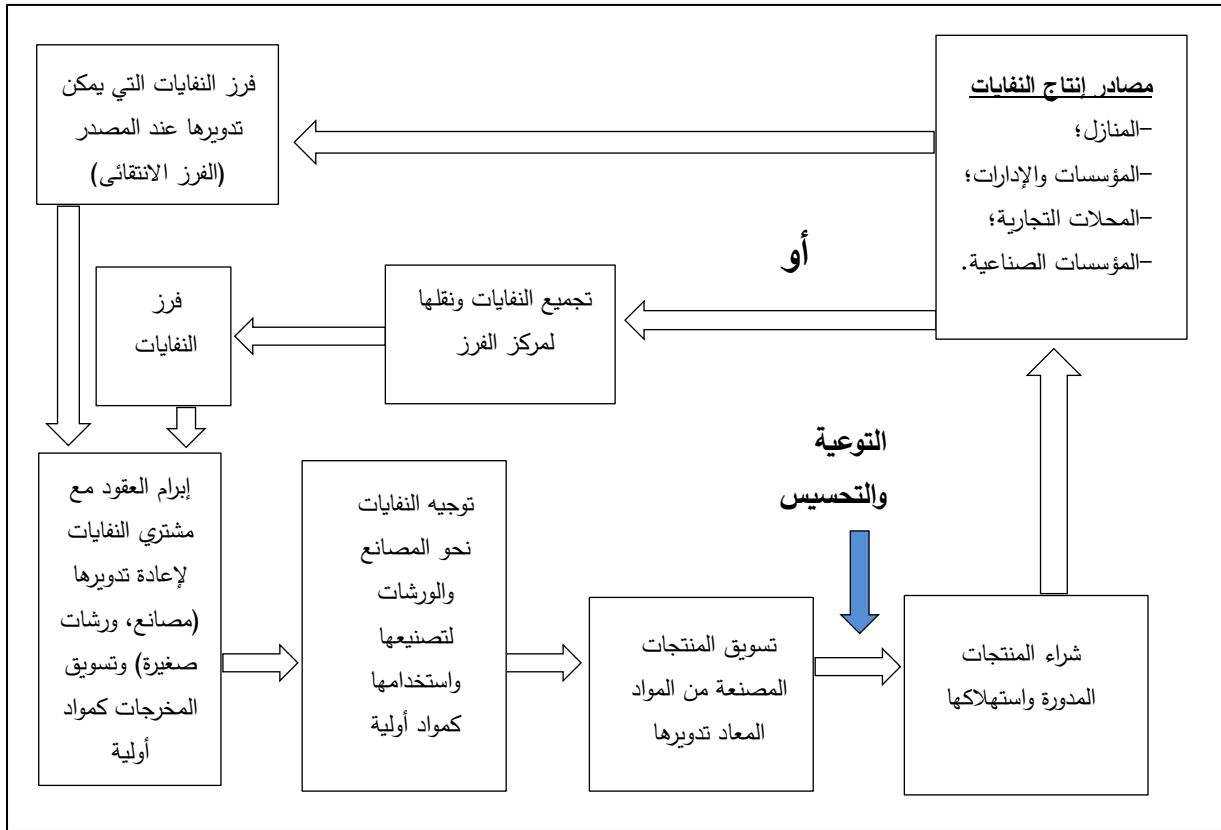 مصادر إنتاج النفايات
-المنازل؛
-المؤسسات والإدارات؛
-المحلات التجارية؛
-المؤسسات الصناعية.
فرز النفايات التي يمكن
تدويرها عند المصدر
(الفرز الانتقائي)
أو
تجميع النفايات ونقلها
لمركز الفرز
فرز
النفايات
إبرام العقود مع
مشتري النفايات
لإعادة تدويرها
(مصانع، ورشات
صغيرة) وتسويق
المخرجات كمواد
أولية
توجيه النفايات
نحو المصانع
والورشات
لتصنيعها
واستخدامها
كمواد أولية
تسويق المنتجات
المصنعة من المواد
المعاد تدويرها
التوعية
والتحسيس
شراء المنتجات
المدورة واستهلاكها